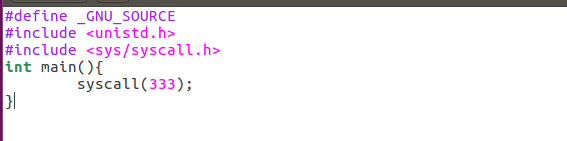 #define _GNU_SOURCE
#include <unistd.h>
#include <sys/syscall.h>
int main(){
        syscall(333);
}